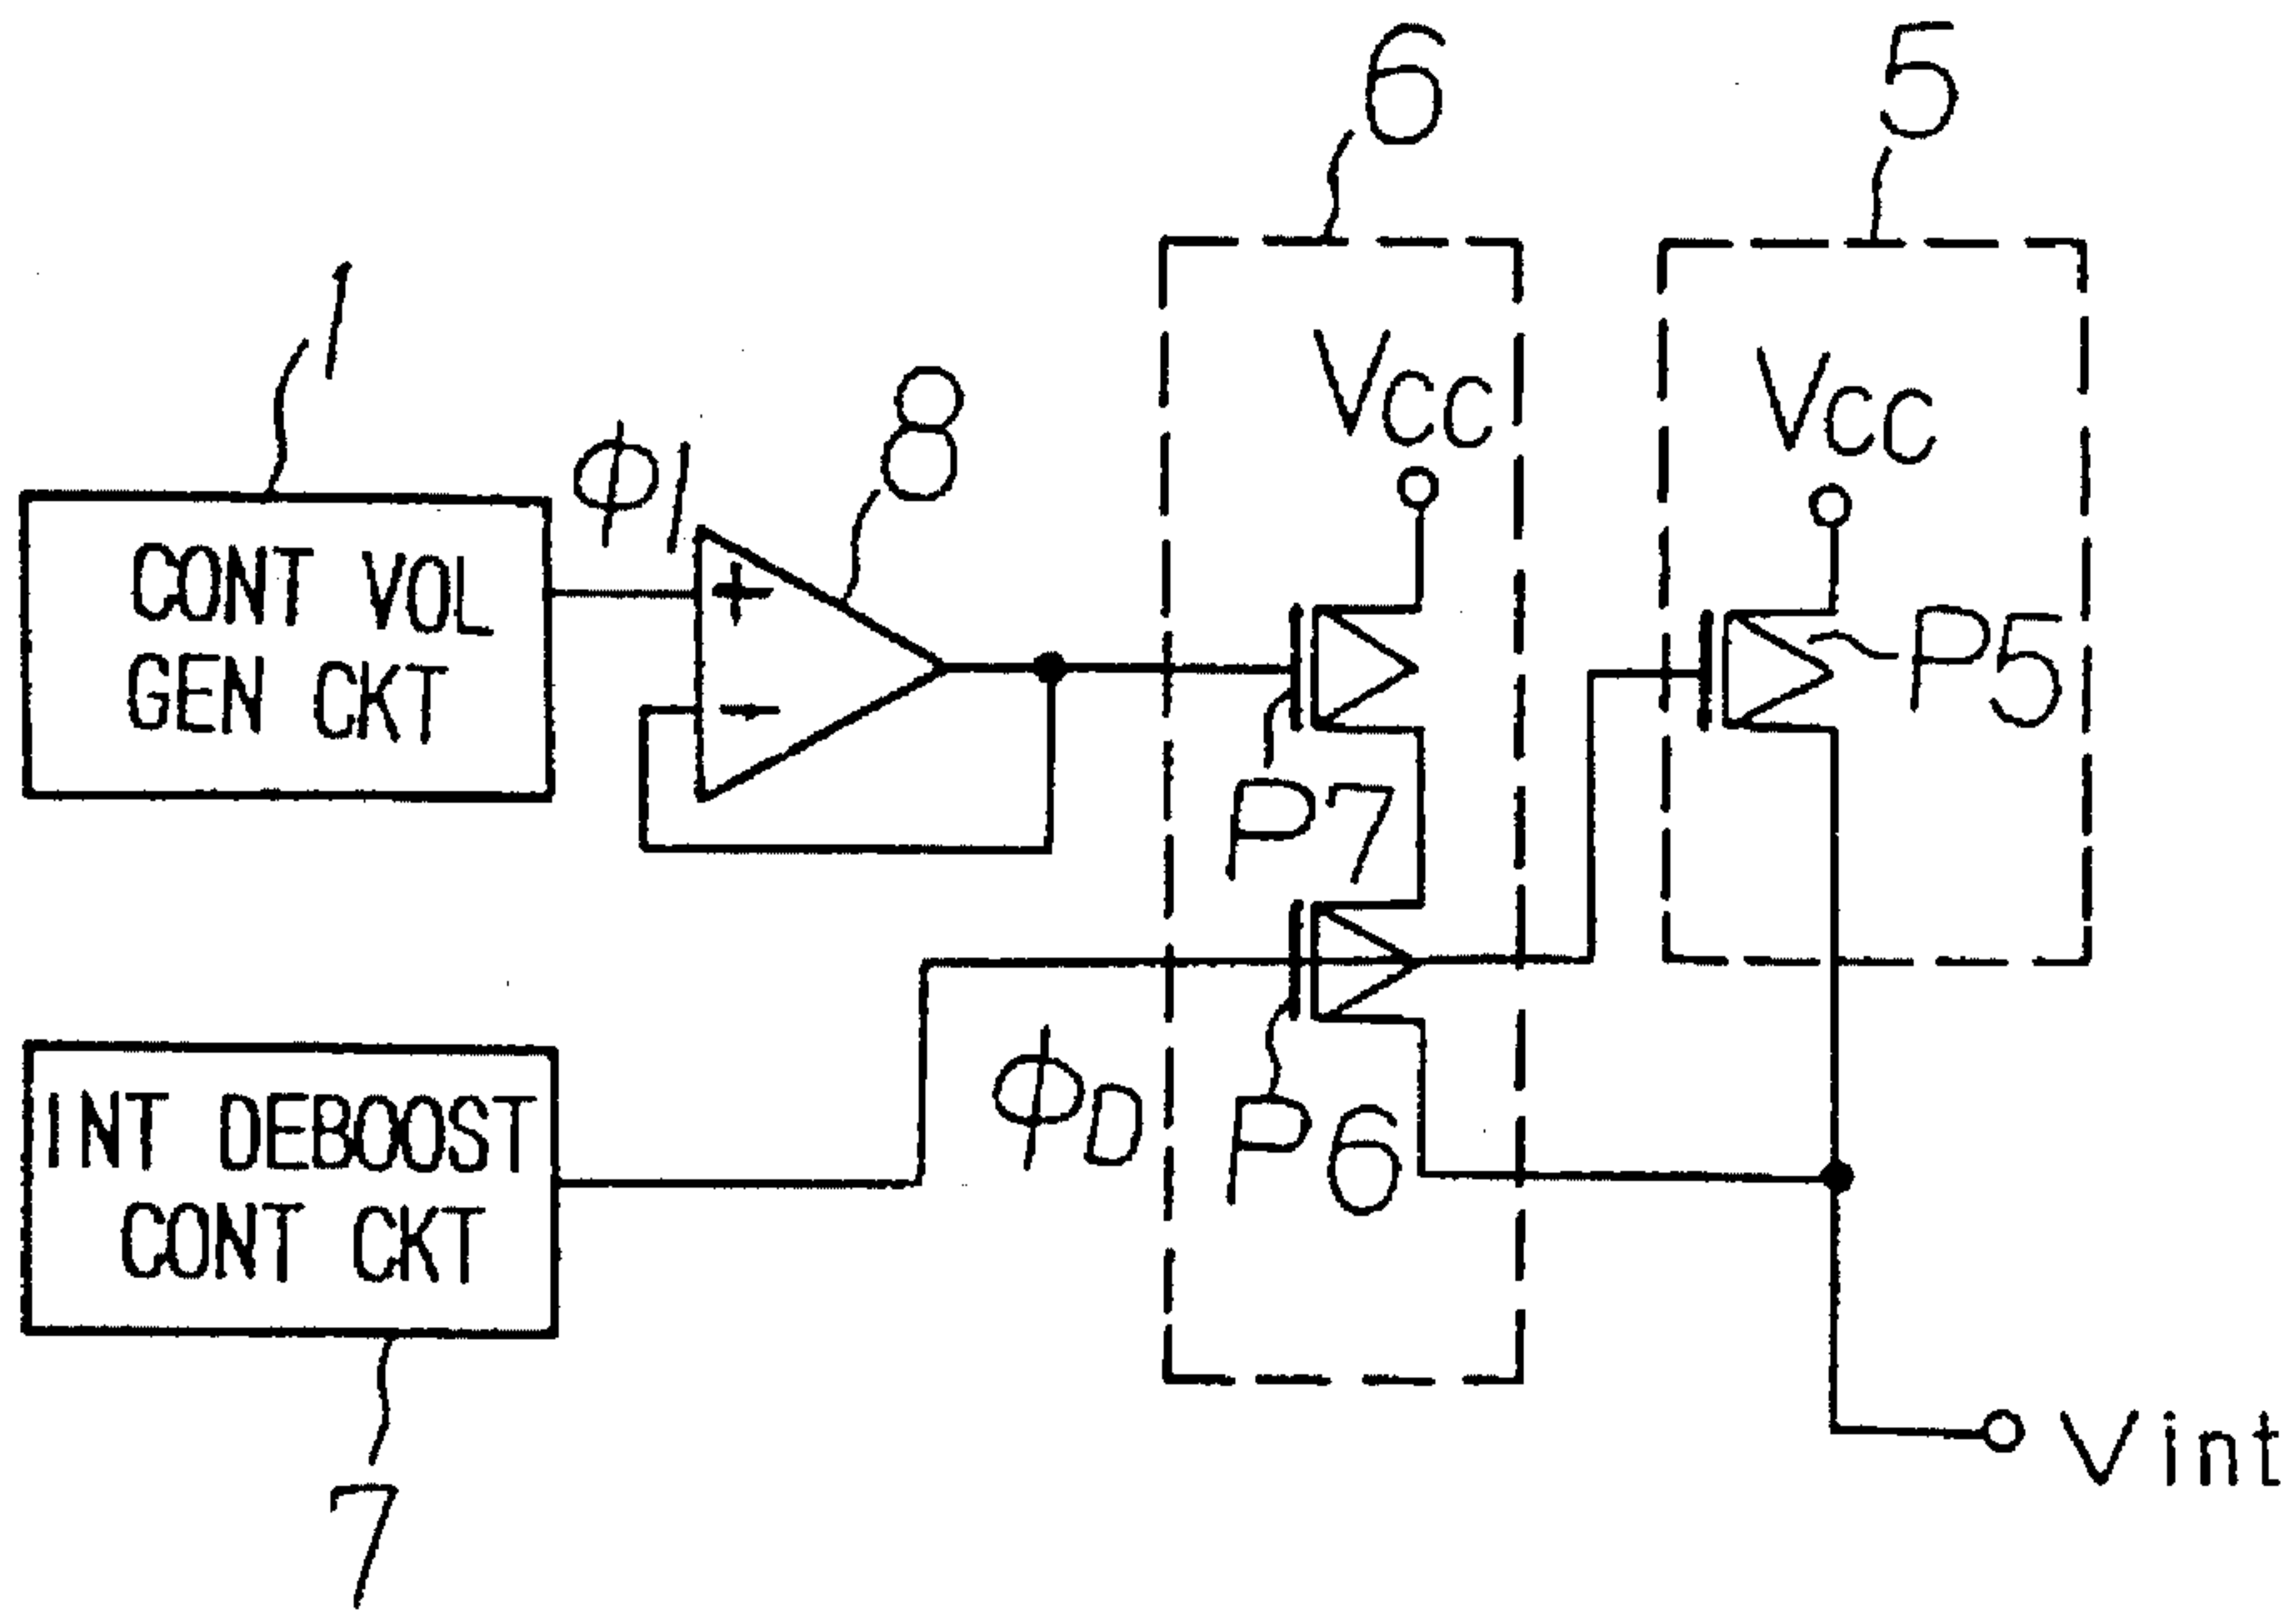 6
5
1
VCC
VCC
8
ϕ1
CONT VOL
GEN CKT
+
−
P5
P7
ϕD
INT DEBOOST
CONT CKT
P6
Vint
7